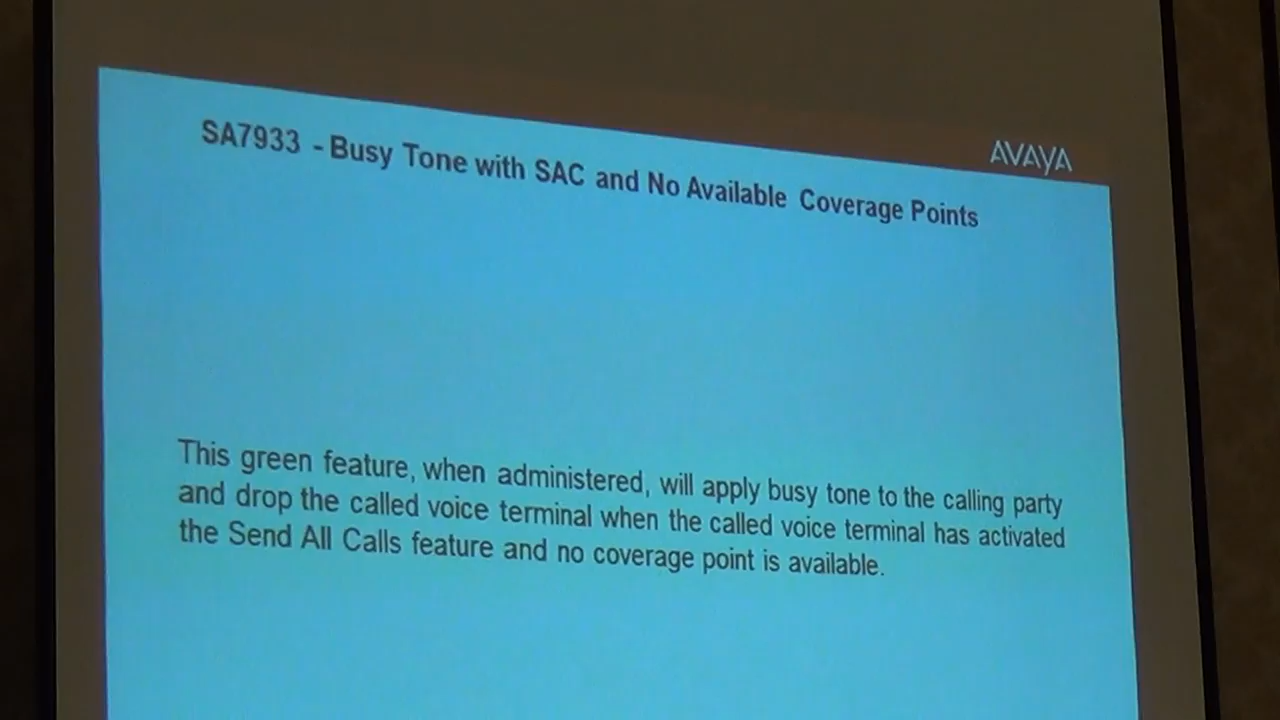 AVAYA
SA7933 - Busy Tone with SAC and No Available Coverage Points
This green feature, when administered, will apply busy tone to the calling party
and drop the called voice terminal when the called voice terminal has activated
the Send All Calls feature and no coverage point is available.